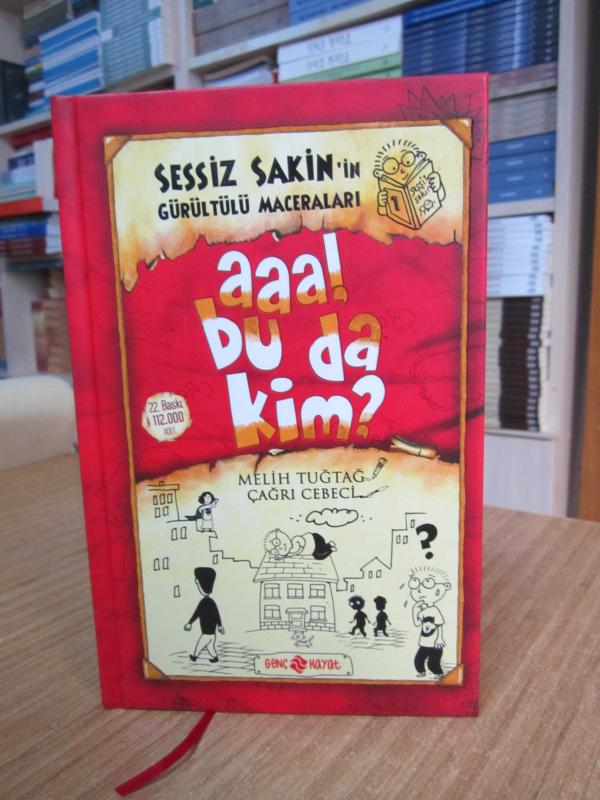 SESSİZ SAKİN'İN
GÜRÜLTÜLÜ MACERALARI
1
aaa!
bu da
kim?
22. Baskı
112.000
ADET
MELİH TUĞTAĞ
ÇAĞRI CEBECİ
?
GENÇ HAYAT